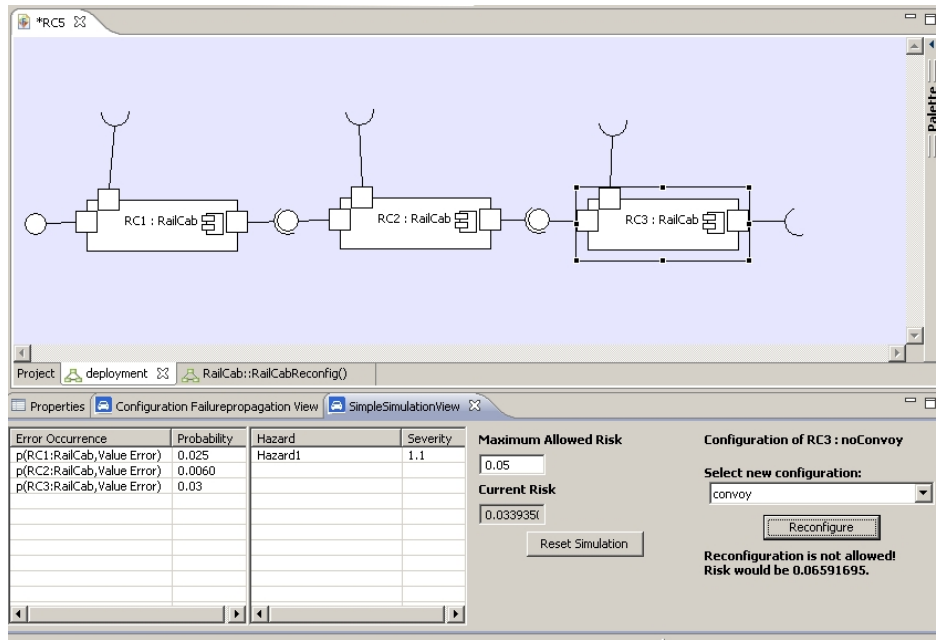 *RC5
Palette
RC1 : RailCab
RC2 : RailCab
RC3 : RailCab
Project
deployment
RailCab::RailCabReconfig()
Properties
Configuration Failurepropagation View
SimpleSimulationView
Error Occurrence Probability
p(RC1:RailCab,Value Error) 0.025
p(RC2:RailCab,Value Error) 0.0060
p(RC3:RailCab,Value Error) 0.03
Hazard Severity
Hazard1 1.1
Maximum Allowed Risk
0.05
Current Risk
0.033935(
Reset Simulation
Configuration of RC3 : noConvoy
Select new configuration:
convoy
Reconfigure
Reconfiguration is not allowed!
Risk would be 0.06591695.